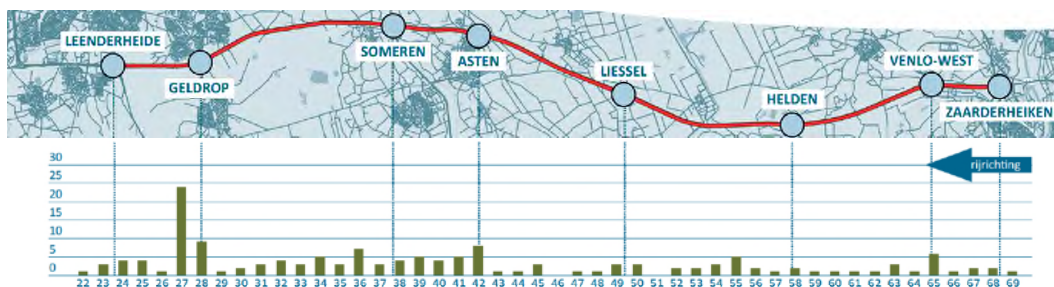 LEENDERHEIDE
GELDROP
SOMEREN
ASTEN
LIESSEL
HELDEN
VENLO-WEST
ZAARDERHEIKEN
rijrichting
30
25
20
15
10
5
0
22 23 24 25 26 27 28 29 30 31 32 33 34 35 36 37 38 39 40 41 42 43 44 45 46 47 48 49 50 51 52 53 54 55 56 57 58 59 60 61 62 63 64 65 66 67 68 69